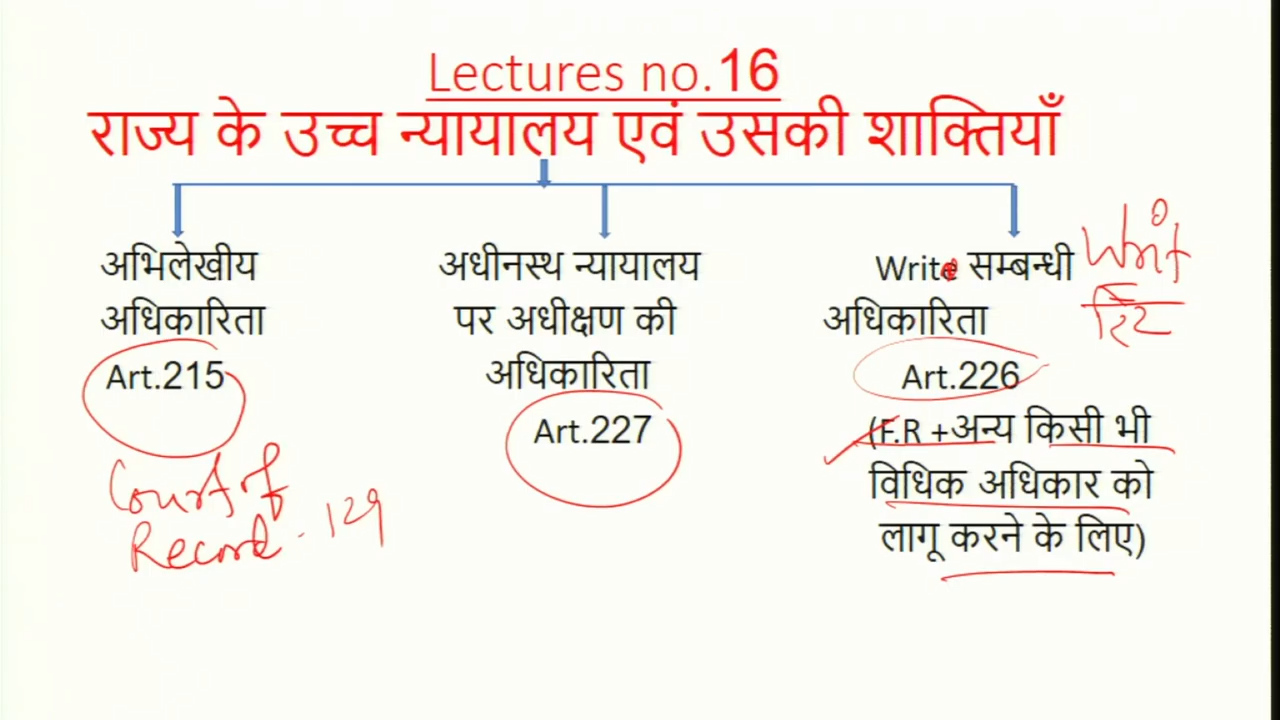 Lectures no.16
राज्य के उच्च न्यायालय एवं उसकी शाक्तियाँ
अभिलेखीय
अधिकारिता
Art.215
Court of
Record - 129
अधीनस्थ न्यायालय
पर अधीक्षण की
अधिकारिता
Art.227
Write सम्बन्धी
अधिकारिता
Art.226
(F.R +अन्य किसी भी
विधिक अधिकार को
लागू करने के लिए)
Writ
रिट